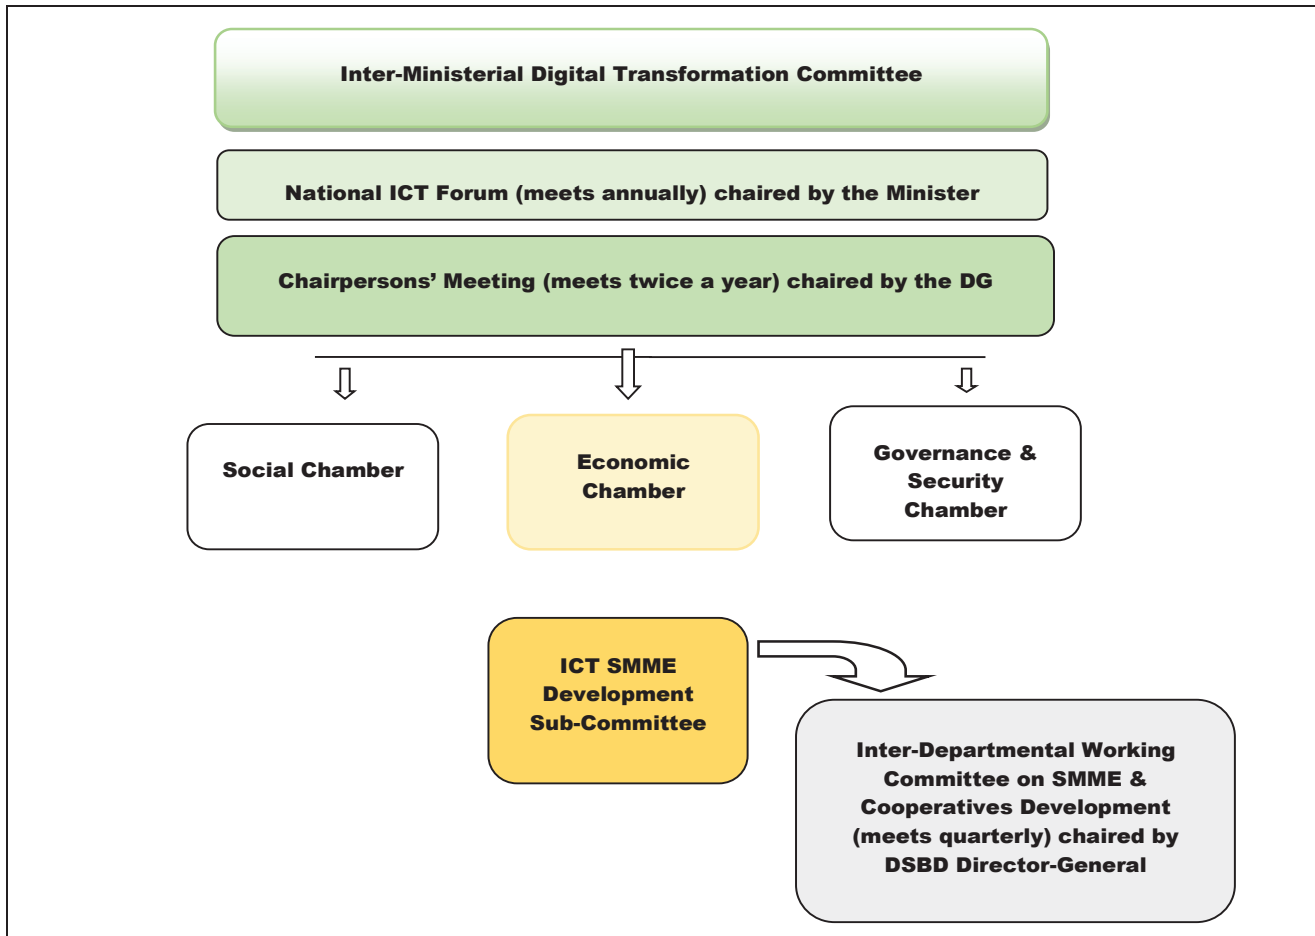 Inter-Ministerial Digital Transformation Committee
National ICT Forum (meets annually) chaired by the Minister
Chairpersons’ Meeting (meets twice a year) chaired by the DG
Social Chamber
Economic
Chamber
Governance &
Security
Chamber
ICT SMME
Development
Sub-Committee
Inter-Departmental Working
Committee on SMME &
Cooperatives Development
(meets quarterly) chaired by
DSBD Director-General